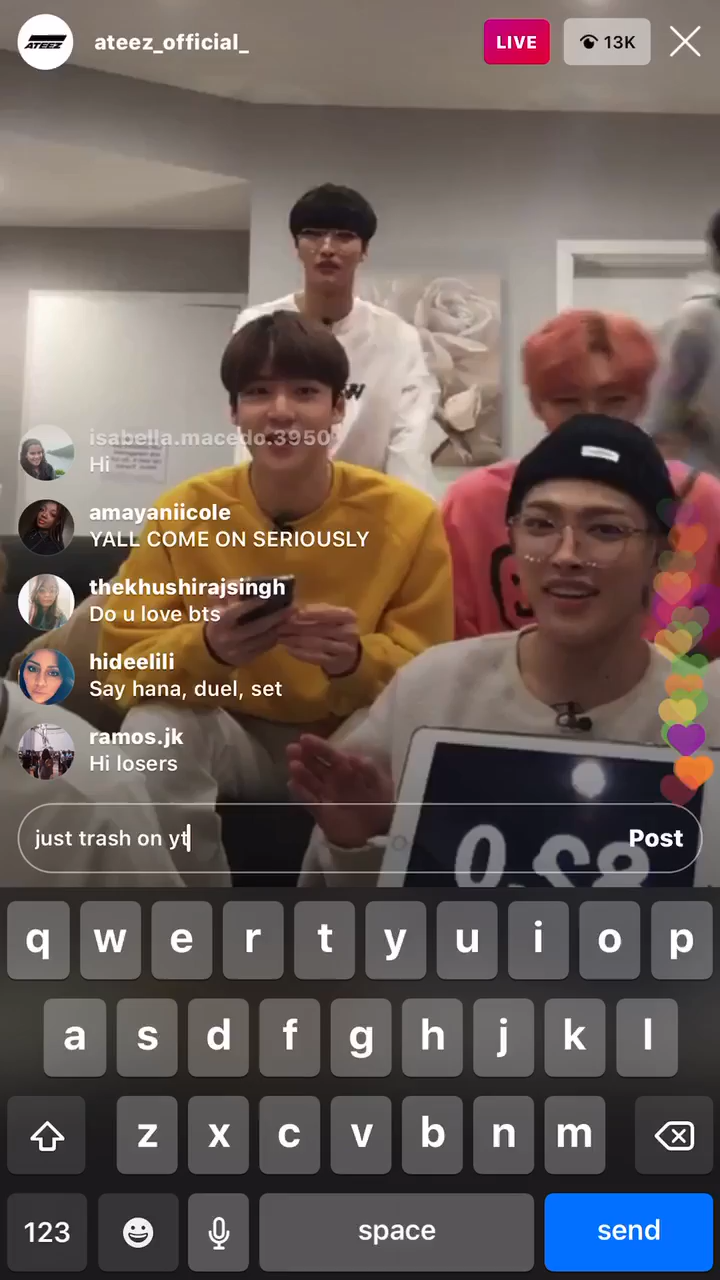 ATEEZ
ateez_official_
LIVE
13K
isabella.macedo.3950
Hi
amayaniicole
YALL COME ON SERIOUSLY
thekhushirajsingh
Do u love bts
hideelili
Say hana, duel, set
ramos.jk
Hi losers
just trash on yt
Post
q w e r t y u i o p
a s d f g h j k l
z x c v b n m
123
space
send